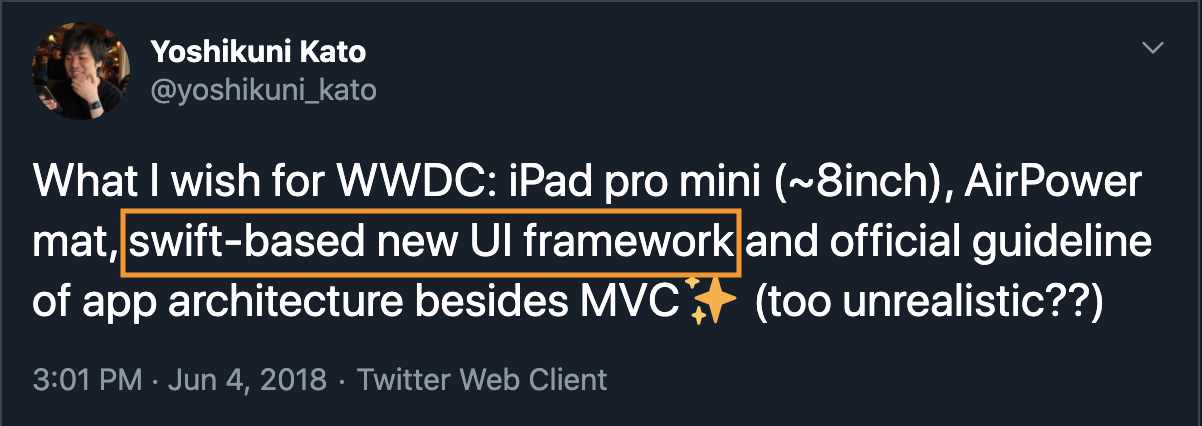 Yoshikuni Kato
@yoshikuni_kato
What I wish for WWDC: iPad pro mini (~8inch), AirPower
mat, swift-based new UI framework and official guideline
of app architecture besides MVC✨ (too unrealistic??)
3:01 PM · Jun 4, 2018 · Twitter Web Client